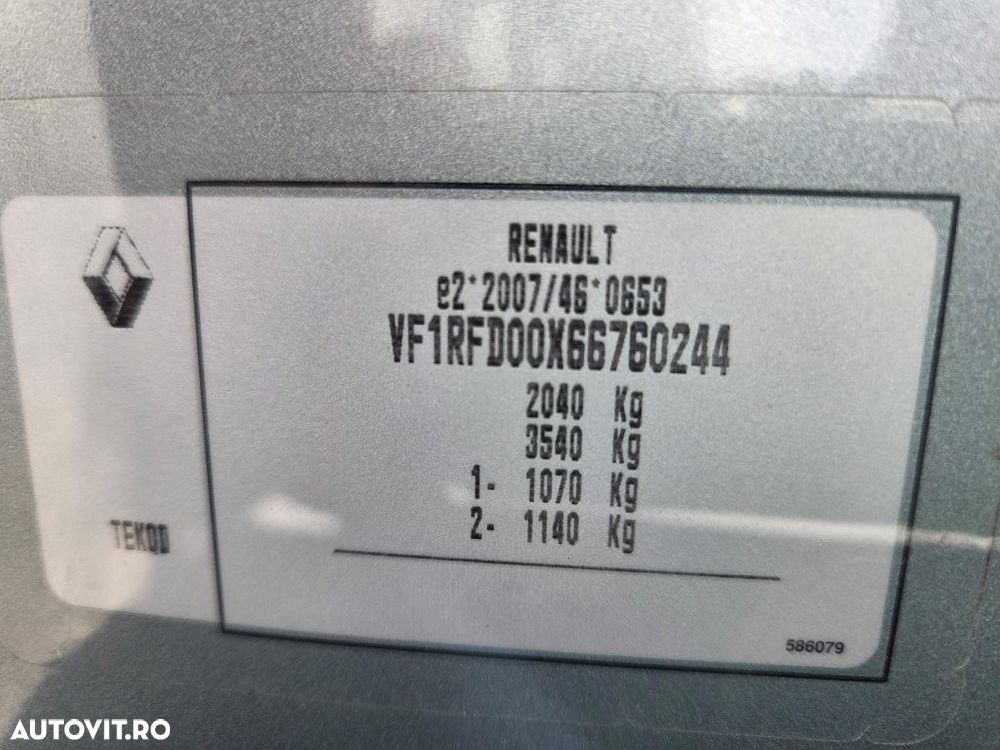 RENAULT
e2*2007/46*0653
VF1RFD00X66760244
2040 Kg
3540 Kg
1- 1070 Kg
2- 1140 Kg
TEKQD
586079
AUTOVIT.RO